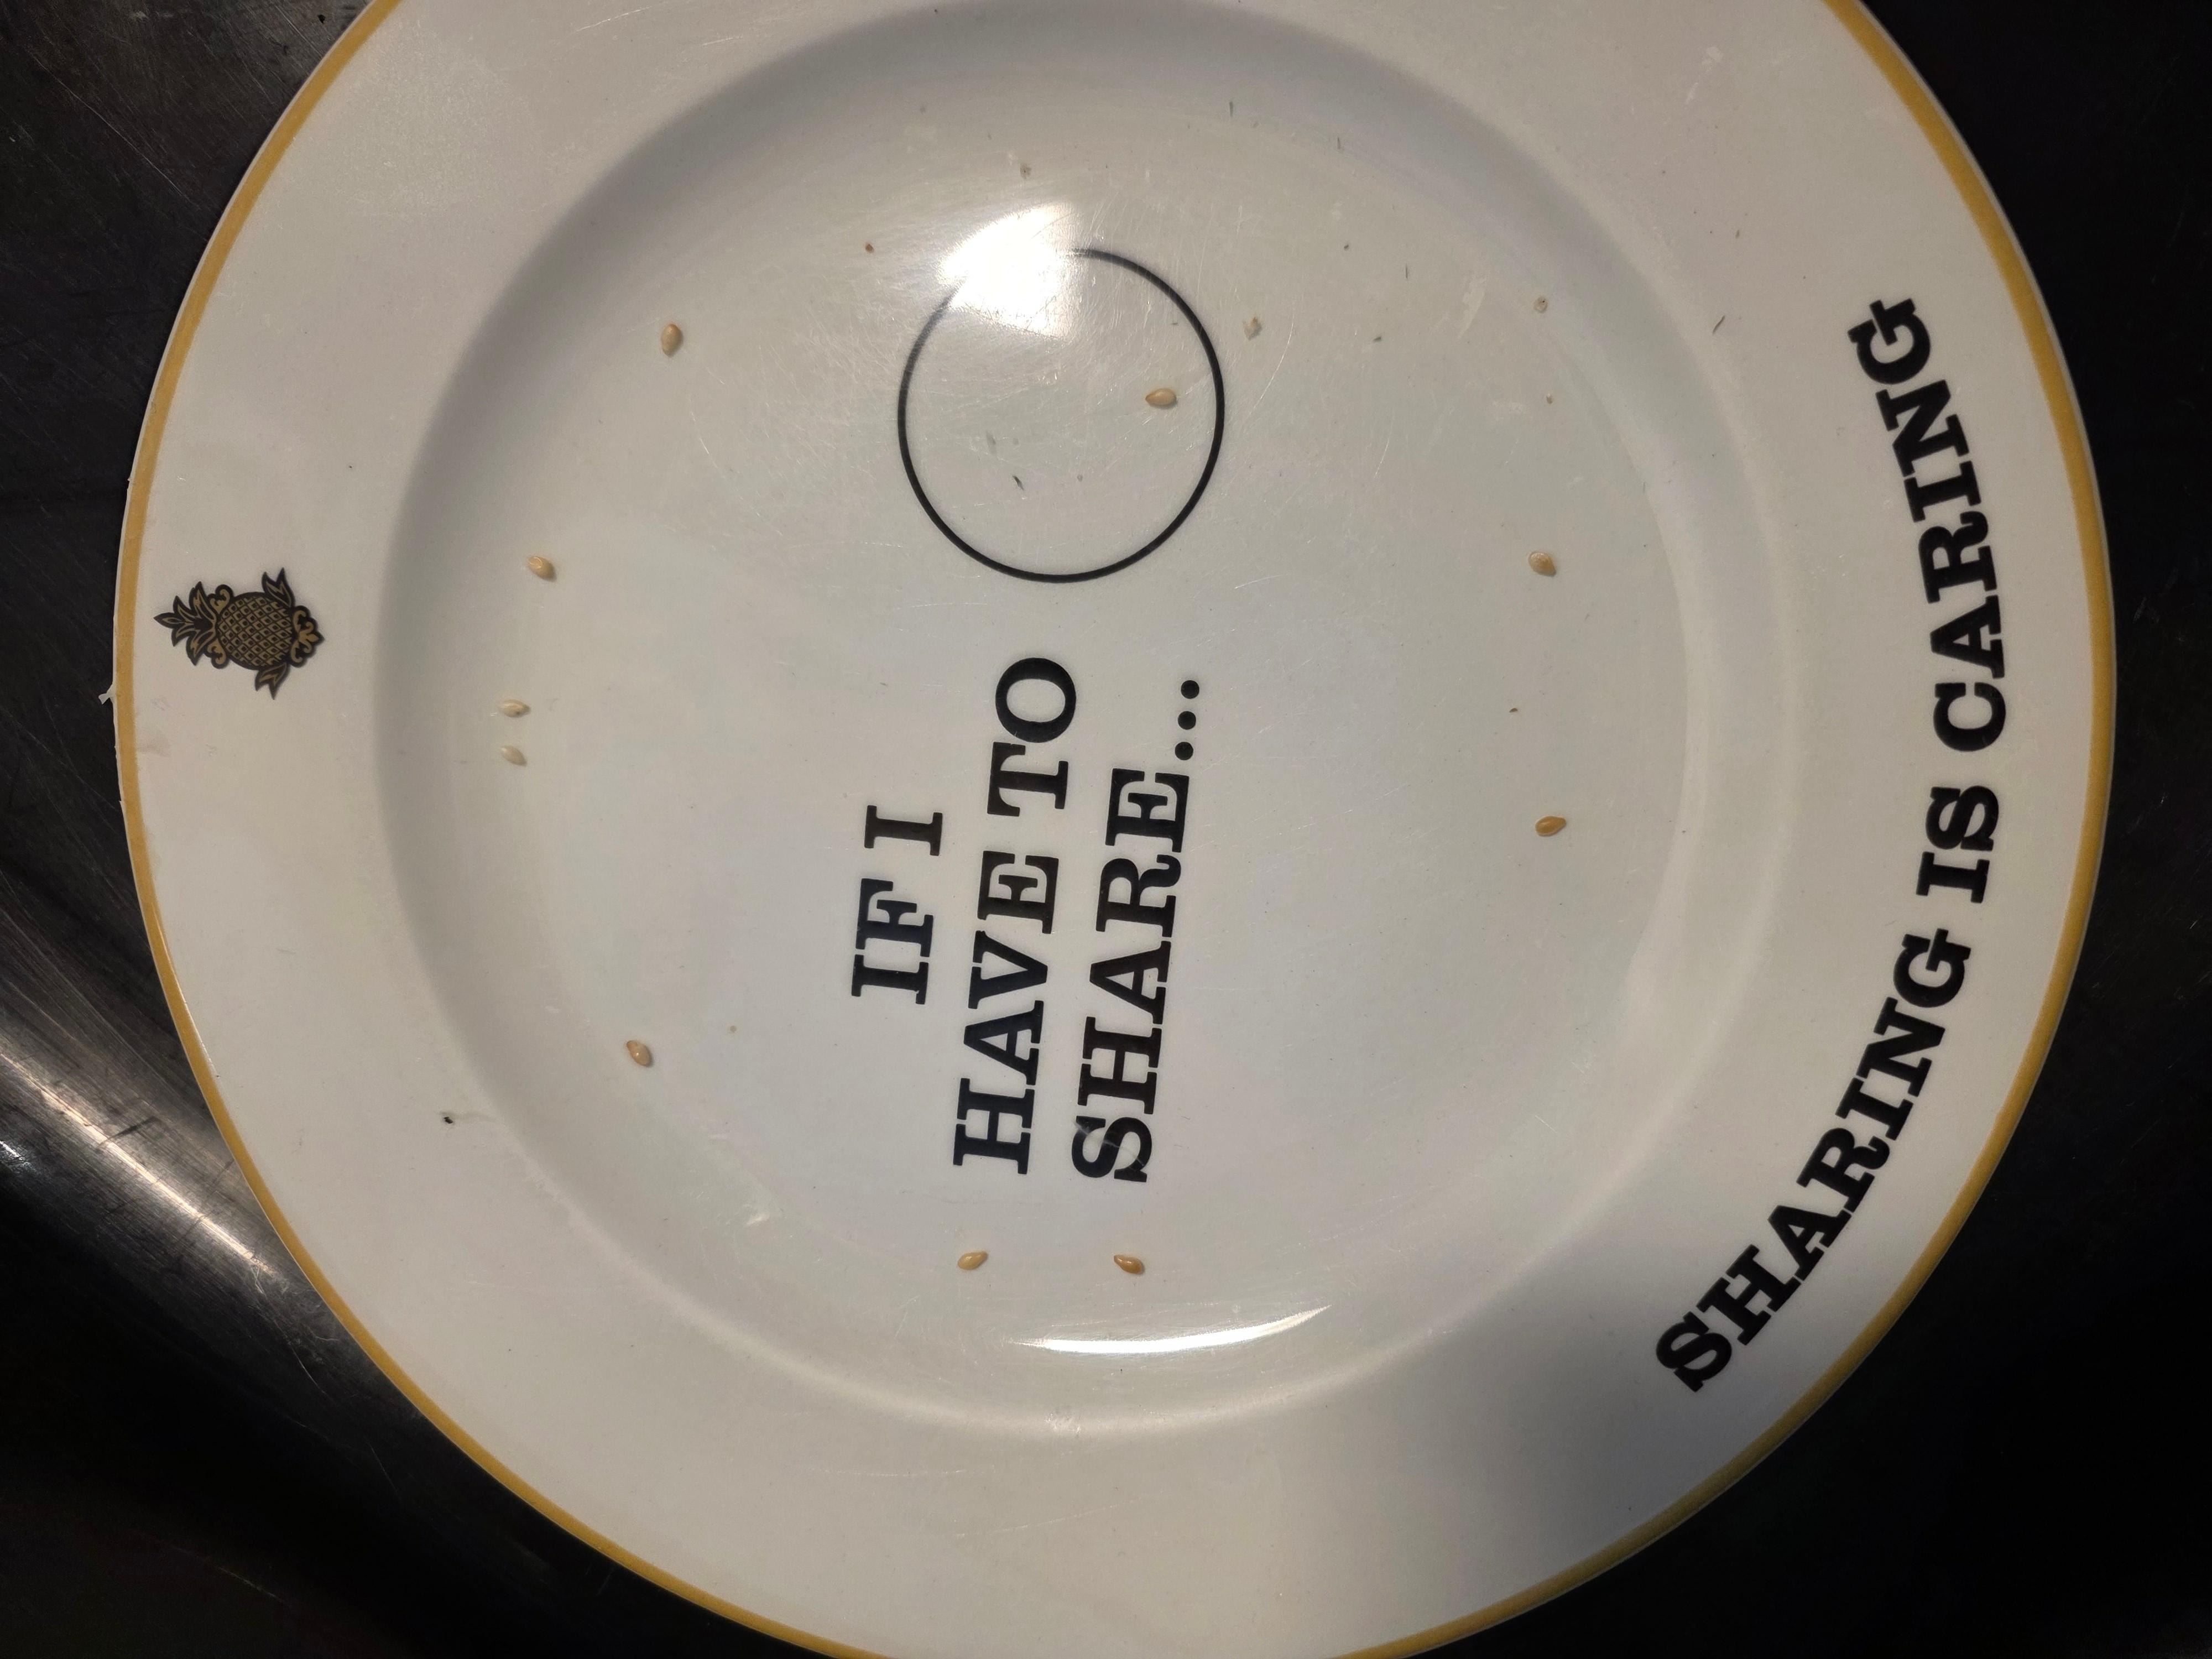 IF I
HAVE TO
SHARE...
SHARING IS CARING